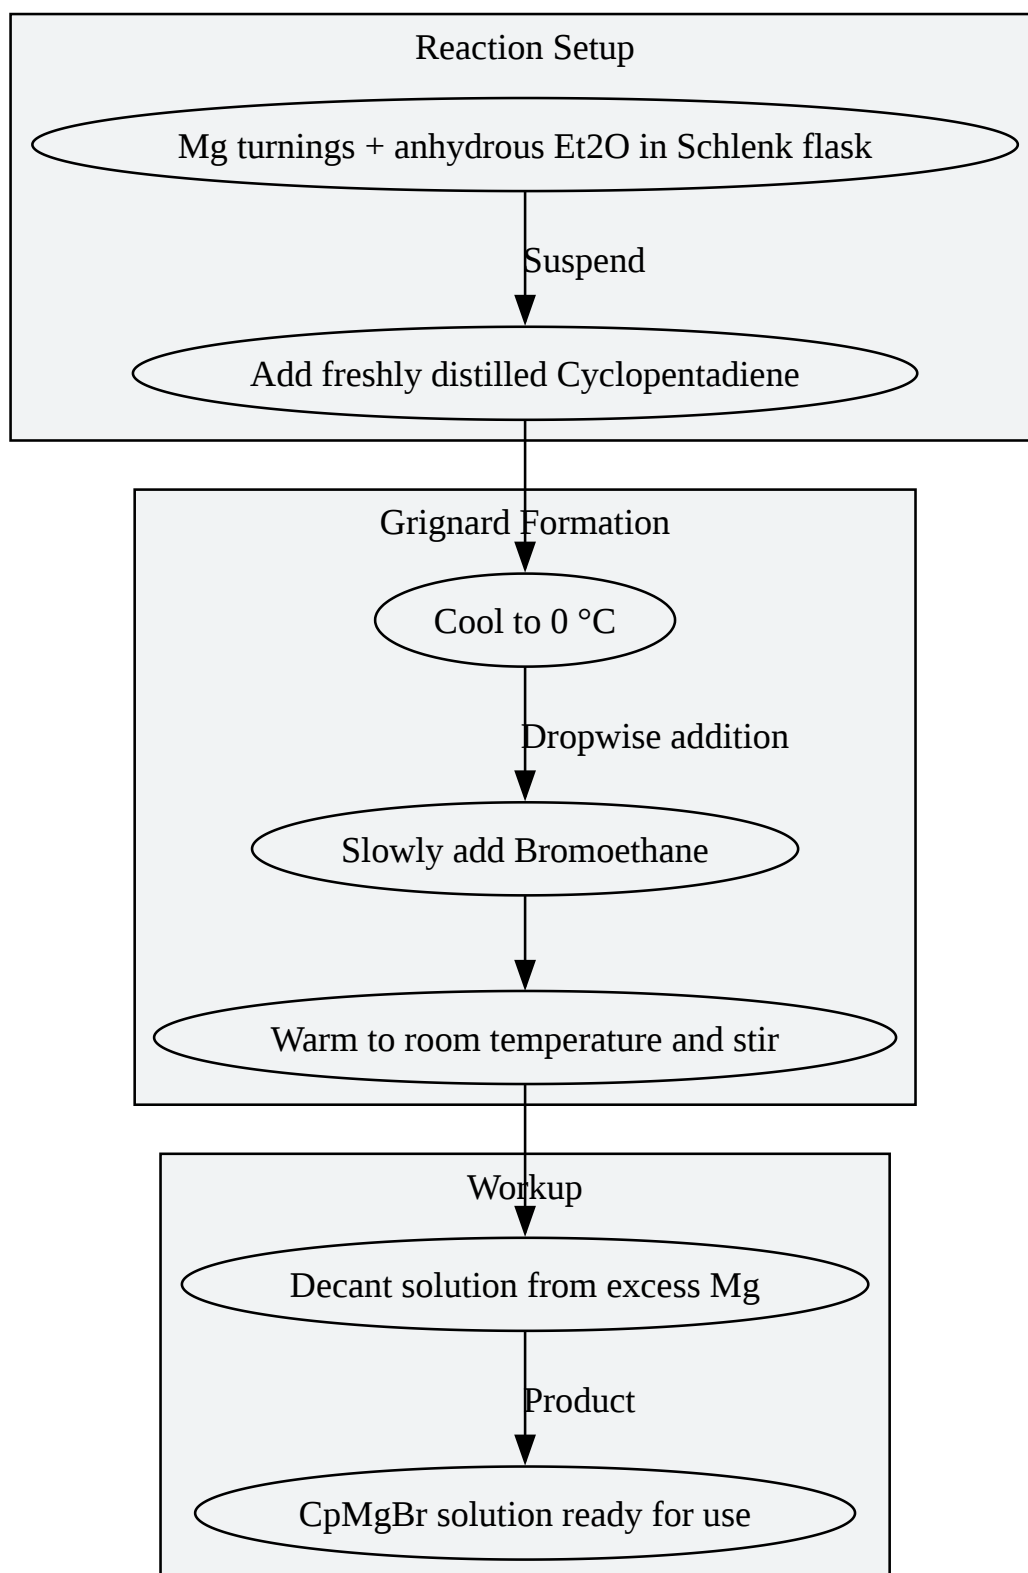 Reaction Setup
Mg turnings + anhydrous Et2O in Schlenk flask
Suspend
Add freshly distilled Cyclopentadiene
Grignard Formation
Cool to 0 °C
Dropwise addition
Slowly add Bromoethane
Warm to room temperature and stir
Workup
Decant solution from excess Mg
Product
CpMgBr solution ready for use